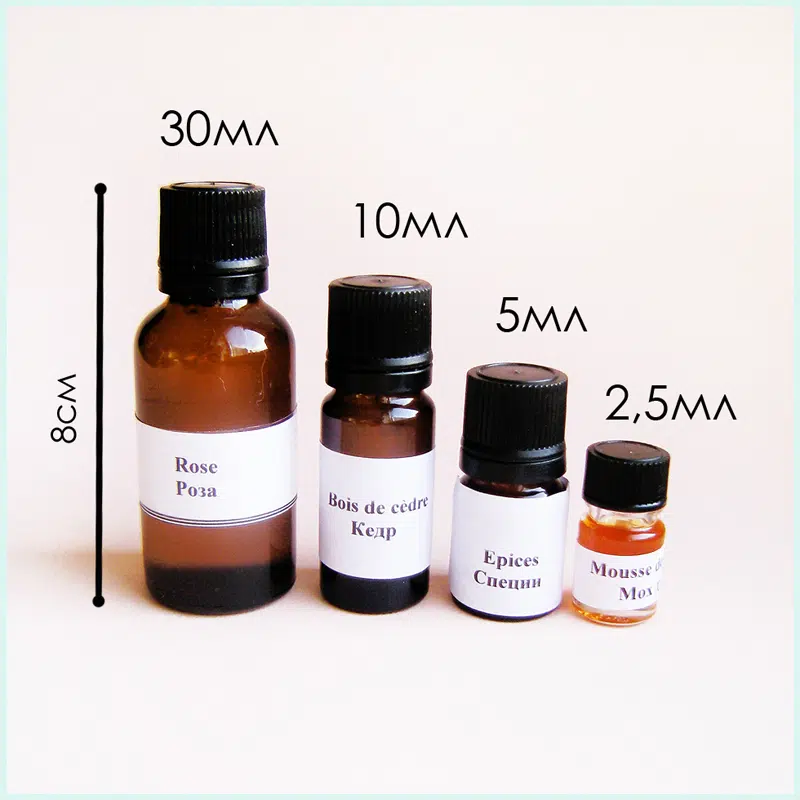 30мл
10мл
5мл
2,5мл
8см
Rose
Роза
Bois de cèdre
Кедр
Epices
Специи
Mousse
Мох